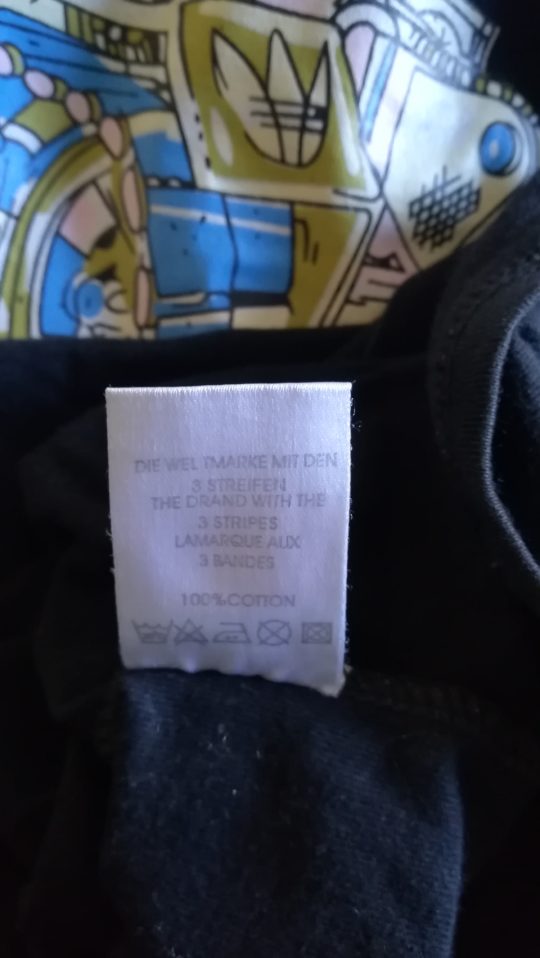 DIE WEL TMARKE MIT DEN
3 STREIFEN
THE DRAND WITH THE
3 STRIPES
LAMARQUE AUX
3 BANDES
100%COTTON